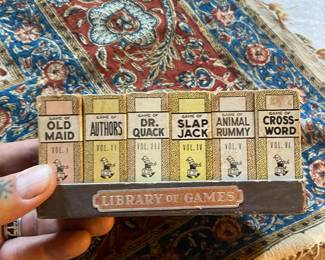 GAME OF
OLD
MAID
VOL. I
GAME OF
AUTHORS
VOL. II
GAME OF
DR.
QUACK
VOL. III
GAME OF
SLAP
JACK
VOL. IV
GAME OF
ANIMAL
RUMMY
VOL. V
GAME OF
CROSS-
WORD
VOL. VI
LIBRARY OF GAMES